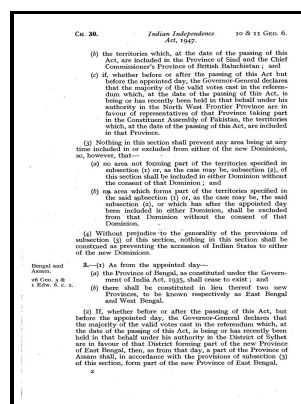 CH. 30. Indian Independence 10 & 11 GEO. 6.
Act, 1947.
(b) the territories which, at the date of the passing of this
Act, are included in the Province of Sind and the Chief
Commissioner's Province of British Baluchistan ; and
(c) if, whether before or after the passing of this Act but
before the appointed day, the Governor-General declares
that the majority of the valid votes cast in the referen-
dum which, at the date of the passing of this Act, is
being or has recently been held in that behalf under his
authority in the North West Frontier Province are in
favour of representatives of that Province taking part
in the Constituent Assembly of Pakistan, the territories
which, at the date of the passing of this Act, are included
in that Province.
(3) Nothing in this section shall prevent any area being at any
time included in or excluded from either of the new Dominions,
so, however, that—
(a) no area not forming part of the territories specified in
subsection (1) or, as the case may be, subsection (2), of
this section shall be included in either Dominion without
the consent of that Dominion ; and
(b) no area which forms part of the territories specified in
the said subsection (1) or, as the case may be, the said
subsection (2), or which has after the appointed day
been included in either Dominion, shall be excluded
from that Dominion without the consent of that
Dominion.
(4) Without prejudice to the generality of the provisions of
subsection (3) of this section, nothing in this section shall be
construed as preventing the accession of Indian States to either
of the new Dominions.
Bengal and
Assam.
26 Geo. 5 &
1 Edw. 8. c. 2.
3.—(1) As from the appointed day—
(a) the Province of Bengal, as constituted under the Govern-
ment of India Act, 1935, shall cease to exist ; and
(b) there shall be constituted in lieu thereof two new
Provinces, to be known respectively as East Bengal
and West Bengal.
(2) If, whether before or after the passing of this Act, but
before the appointed day, the Governor-General declares that
the majority of the valid votes cast in the referendum which, at
the date of the passing of this Act, is being or has recently been
held in that behalf under his authority in the District of Sylhet
are in favour of that District forming part of the new Province
of East Bengal, then, as from that day, a part of the Province of
Assam shall, in accordance with the provisions of subsection (3)
of this section, form part of the new Province of East Bengal.
2